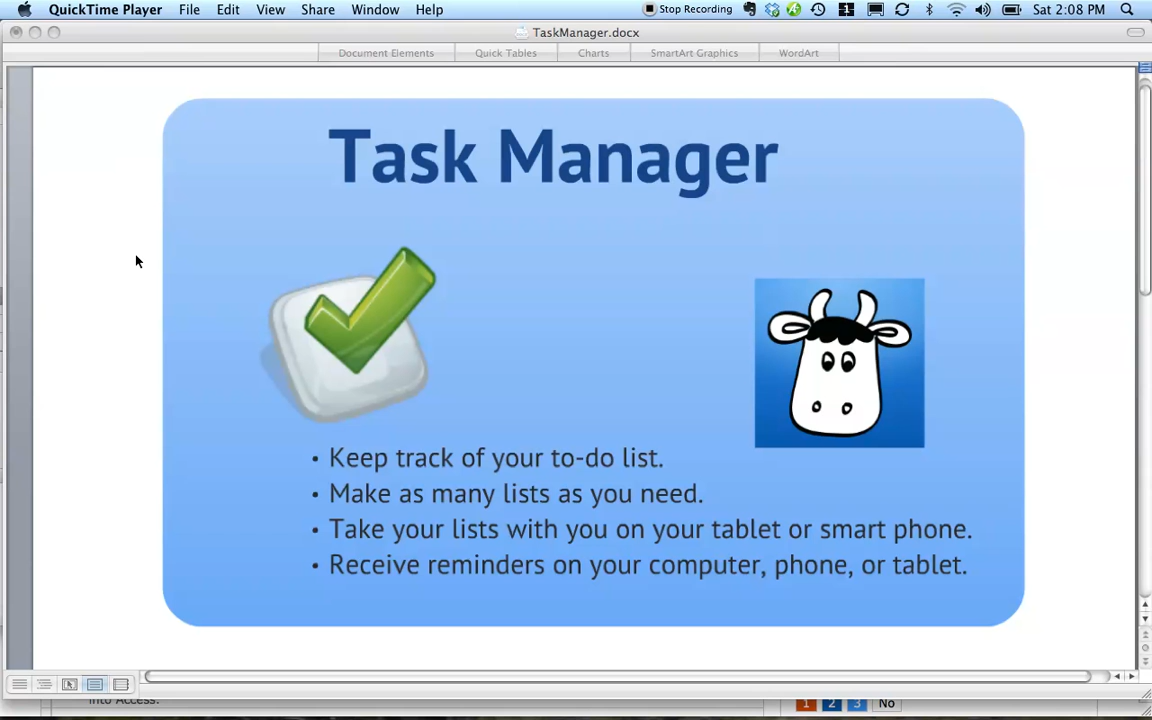 QuickTime Player File Edit View Share Window Help Stop Recording 1 Sat 2:08 PM
TaskManager.docx
Document Elements Quick Tables Charts SmartArt Graphics WordArt
Task Manager
• Keep track of your to-do list.
• Make as many lists as you need.
• Take your lists with you on your tablet or smart phone.
• Receive reminders on your computer, phone, or tablet.
into Access. 1 2 3 No